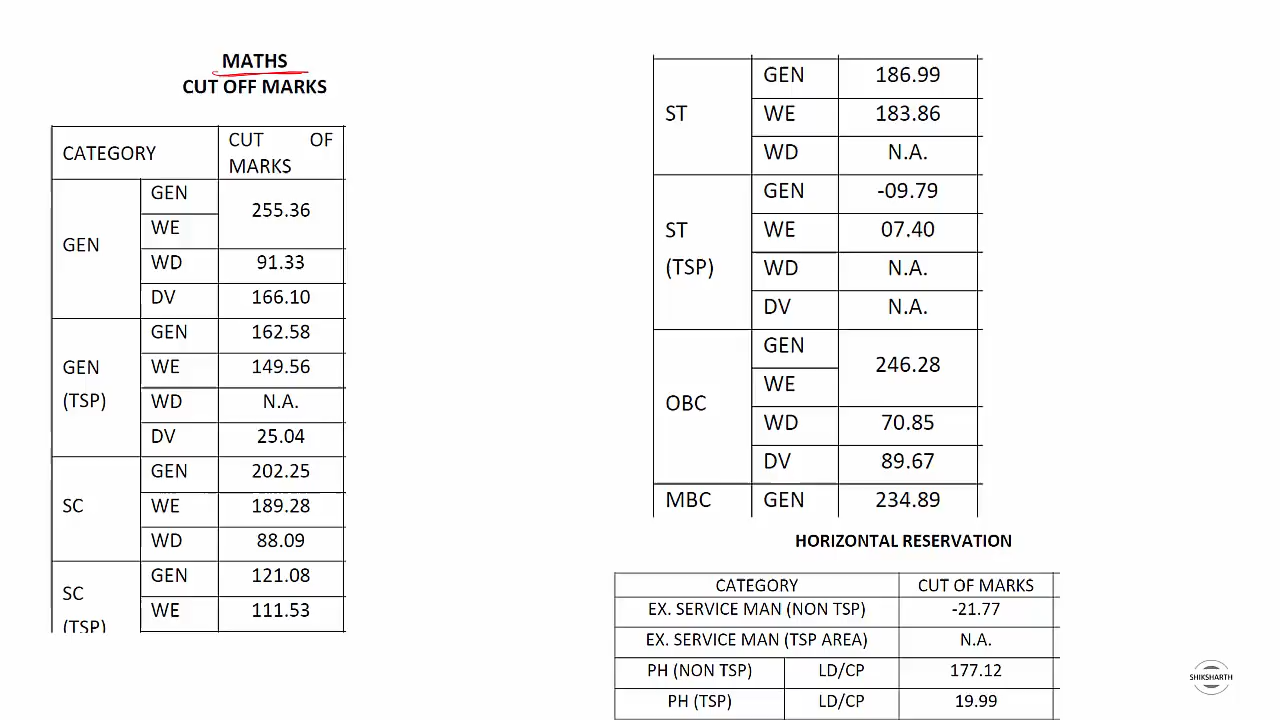 MATHS
CUT OFF MARKS
CATEGORY CUT OF MARKS
GEN GEN 255.36
WE
WD 91.33
DV 166.10
GEN (TSP) GEN 162.58
WE 149.56
WD N.A.
DV 25.04
SC GEN 202.25
WE 189.28
WD 88.09
SC (TSP) GEN 121.08
WE 111.53
ST GEN 186.99
WE 183.86
WD N.A.
ST (TSP) GEN -09.79
WE 07.40
WD N.A.
DV N.A.
OBC GEN 246.28
WE
WD 70.85
DV 89.67
MBC GEN 234.89
HORIZONTAL RESERVATION
CATEGORY CUT OF MARKS
EX. SERVICE MAN (NON TSP) -21.77
EX. SERVICE MAN (TSP AREA) N.A.
PH (NON TSP) LD/CP 177.12
PH (TSP) LD/CP 19.99
SHIKSHARTH